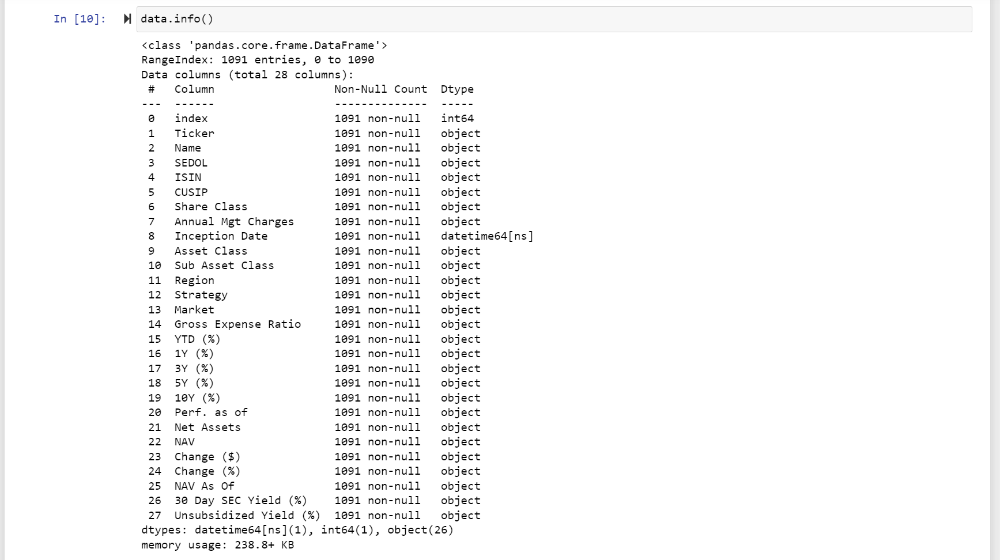 In [10]: data.info()
<class 'pandas.core.frame.DataFrame'>
RangeIndex: 1091 entries, 0 to 1090
Data columns (total 28 columns):
 #   Column                  Non-Null Count  Dtype
---  ------                  --------------  -----
 0   index                   1091 non-null   int64
 1   Ticker                  1091 non-null   object
 2   Name                    1091 non-null   object
 3   SEDOL                   1091 non-null   object
 4   ISIN                    1091 non-null   object
 5   CUSIP                   1091 non-null   object
 6   Share Class             1091 non-null   object
 7   Annual Mgt Charges      1091 non-null   object
 8   Inception Date          1091 non-null   datetime64[ns]
 9   Asset Class             1091 non-null   object
 10  Sub Asset Class         1091 non-null   object
 11  Region                  1091 non-null   object
 12  Strategy                1091 non-null   object
 13  Market                  1091 non-null   object
 14  Gross Expense Ratio     1091 non-null   object
 15  YTD (%)                 1091 non-null   object
 16  1Y (%)                  1091 non-null   object
 17  3Y (%)                  1091 non-null   object
 18  5Y (%)                  1091 non-null   object
 19  10Y (%)                 1091 non-null   object
 20  Perf. as of             1091 non-null   object
 21  Net Assets              1091 non-null   object
 22  NAV                     1091 non-null   object
 23  Change ($)              1091 non-null   object
 24  Change (%)              1091 non-null   object
 25  NAV As Of               1091 non-null   object
 26  30 Day SEC Yield (%)    1091 non-null   object
 27  Unsubsidized Yield (%)  1091 non-null   object
dtypes: datetime64[ns](1), int64(1), object(26)
memory usage: 238.8+ KB